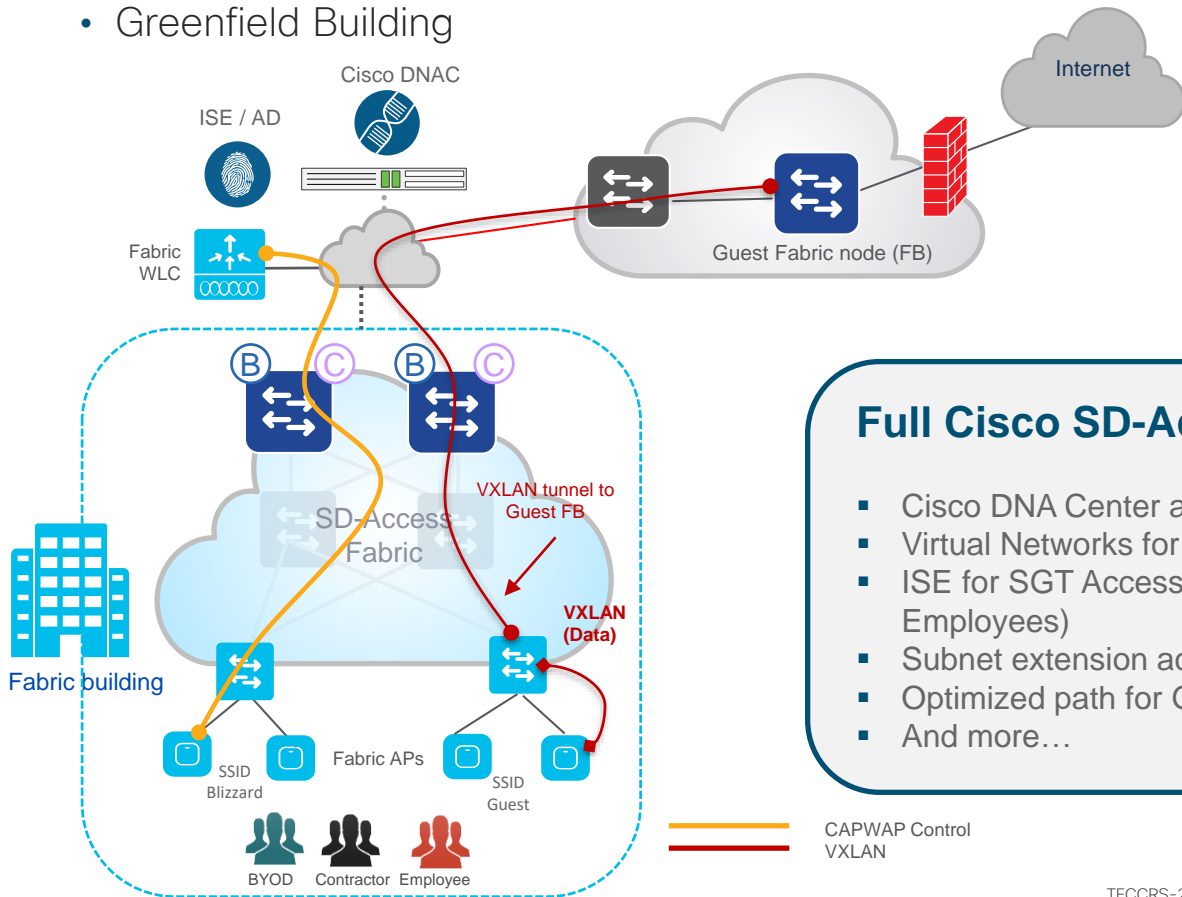 • Greenfield Building
Cisco DNAC
ISE / AD
Internet
Fabric
WLC
Guest Fabric node (FB)
B
C
B
C
VXLAN tunnel to
Guest FB
SD-Access
Fabric
VXLAN
(Data)
Fabric building
Fabric APs
SSID
Blizzard
SSID
Guest
BYOD
Contractor
Employee
CAPWAP Control
VXLAN
Full Cisco SD-A
▪ Cisco DNA Center a
▪ Virtual Networks for
▪ ISE for SGT Access
Employees)
▪ Subnet extension a
▪ Optimized path for
▪ And more…
TECCRS-